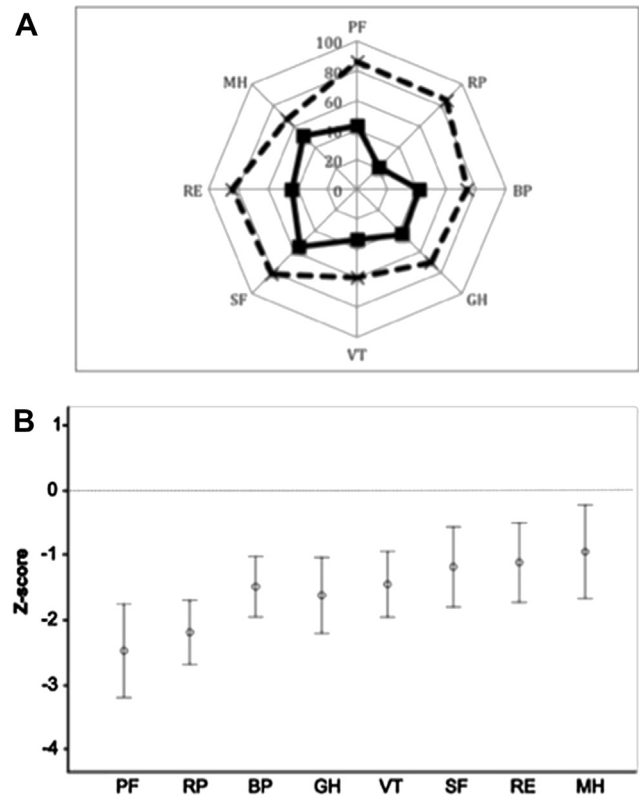 A
PF
100
MH
80
RP
60
40
20
RE
0
BP
SF
GH
VT
B
1
0
-1
Z-score
-2
-3
-4
PF RP BP GH VT SF RE MH